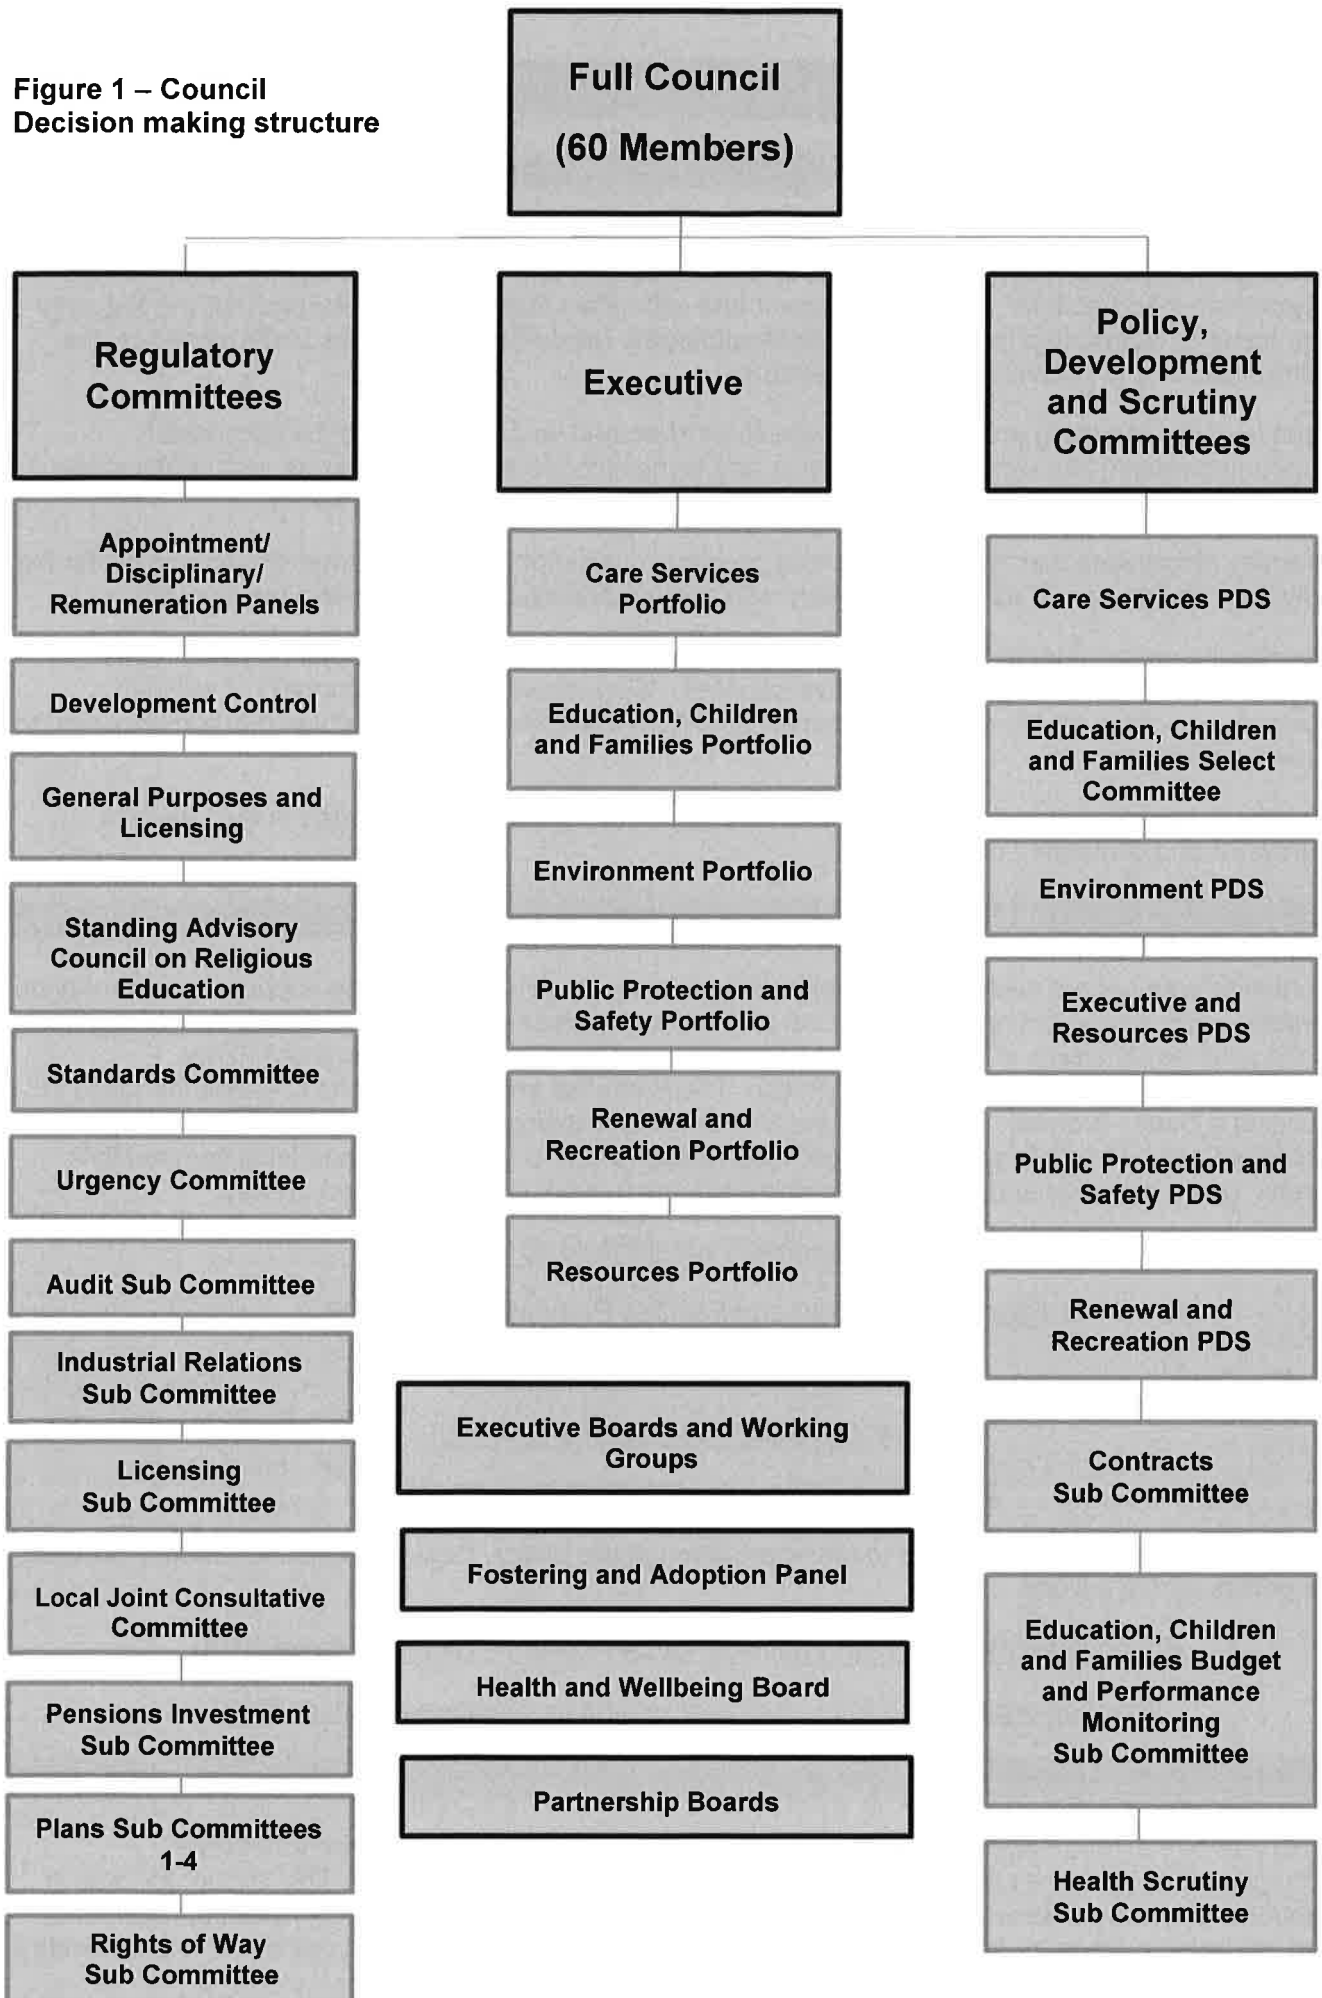 Figure 1 – Council
Decision making structure
Full Council
(60 Members)
Regulatory
Committees
Appointment/
Disciplinary/
Remuneration Panels
Development Control
General Purposes and
Licensing
Standing Advisory
Council on Religious
Education
Standards Committee
Urgency Committee
Audit Sub Committee
Industrial Relations
Sub Committee
Licensing
Sub Committee
Local Joint Consultative
Committee
Pensions Investment
Sub Committee
Plans Sub Committees
1-4
Rights of Way
Sub Committee
Executive
Care Services
Portfolio
Education, Children
and Families Portfolio
Environment Portfolio
Public Protection and
Safety Portfolio
Renewal and
Recreation Portfolio
Resources Portfolio
Executive Boards and Working
Groups
Fostering and Adoption Panel
Health and Wellbeing Board
Partnership Boards
Policy,
Development
and Scrutiny
Committees
Care Services PDS
Education, Children
and Families Select
Committee
Environment PDS
Executive and
Resources PDS
Public Protection and
Safety PDS
Renewal and
Recreation PDS
Contracts
Sub Committee
Education, Children
and Families Budget
and Performance
Monitoring
Sub Committee
Health Scrutiny
Sub Committee